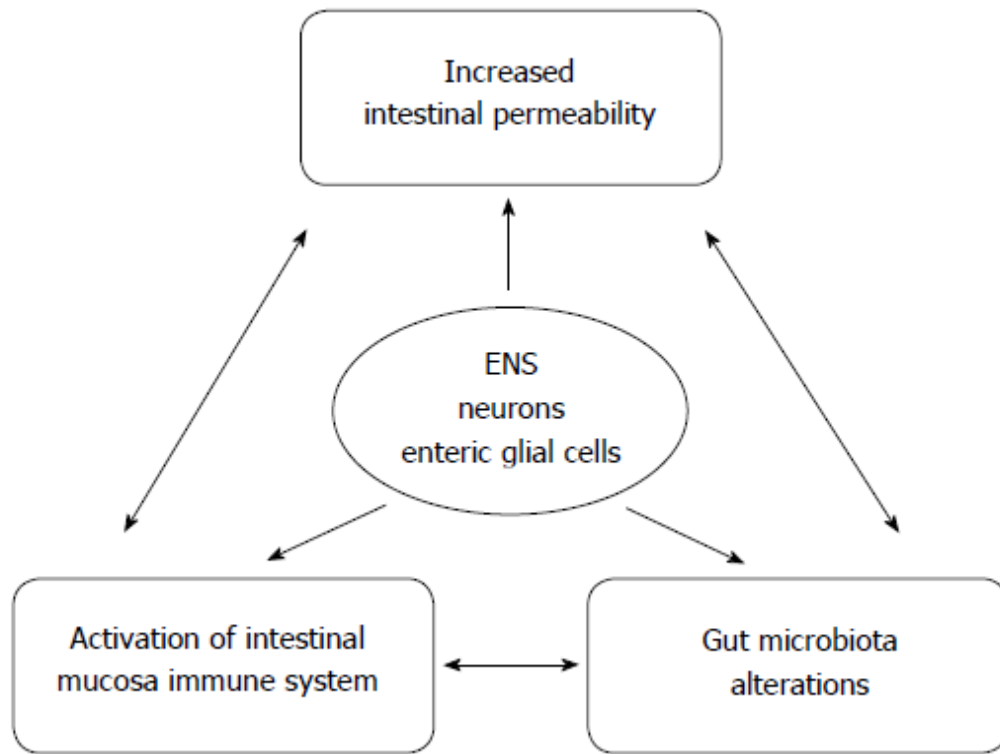 Increased
intestinal permeability
ENS
neurons
enteric glial cells
Activation of intestinal
mucosa immune system
Gut microbiota
alterations